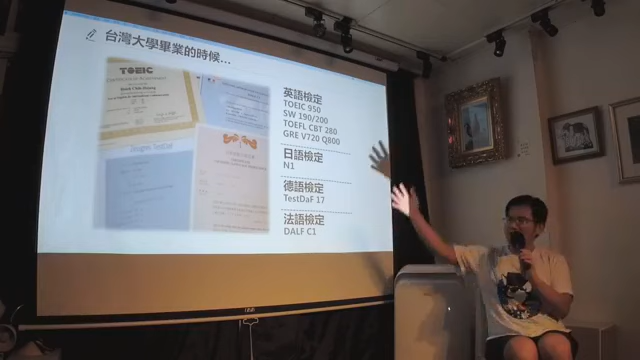 台灣大學畢業的時候...
TOEIC
英語檢定
TOEIC 950
SW 190/200
TOEFL CBT 280
GRE V720 Q800
日語檢定
N1
德語檢定
TestDaF 17
法語檢定
DALF C1